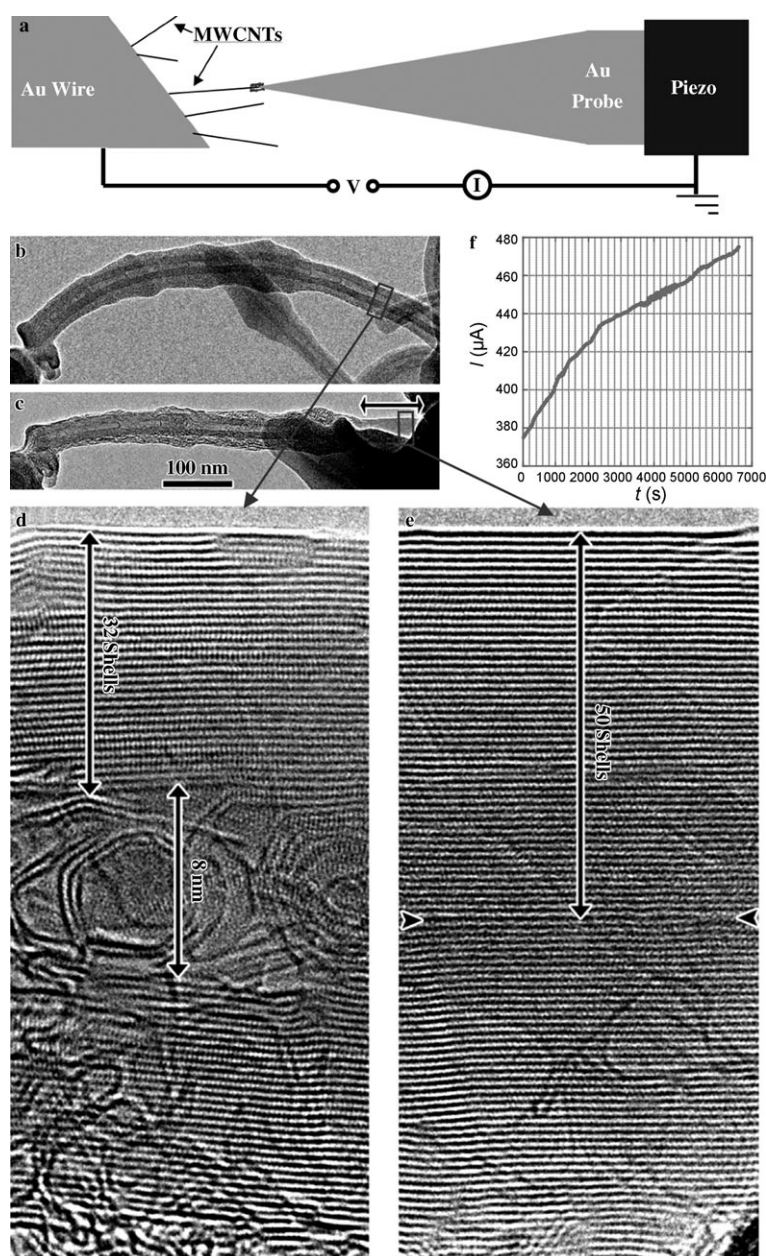 a
MWCNTs
Au Wire
Au
Probe
Piezo
V
I
b
c
100 nm
f
480
460
440
420
400
380
360
I (µA)
0 1000 2000 3000 4000 5000 6000 7000
t (s)
d
32 Shells
8 nm
e
50 Shells